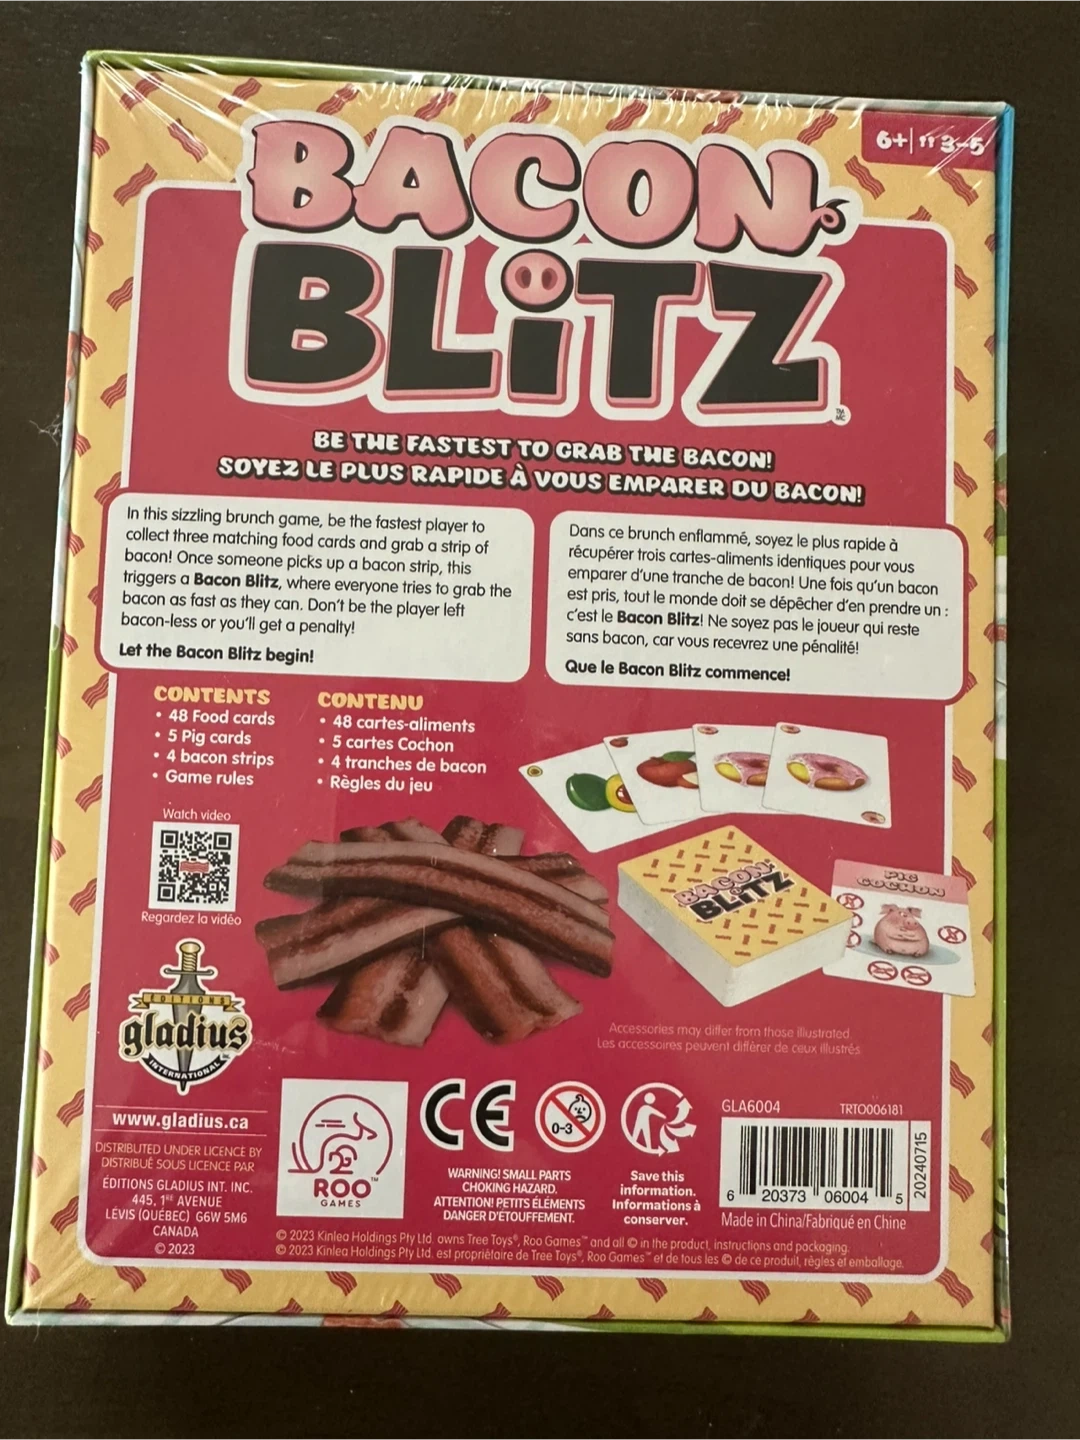 6+ 3-5
BACON
BLiTZ
TM
MC
BE THE FASTEST TO GRAB THE BACON!
SOYEZ LE PLUS RAPIDE À VOUS EMPARER DU BACON!
In this sizzling brunch game, be the fastest player to
collect three matching food cards and grab a strip of
bacon! Once someone picks up a bacon strip, this
triggers a Bacon Blitz, where everyone tries to grab the
bacon as fast as they can. Don't be the player left
bacon-less or you'll get a penalty!
Let the Bacon Blitz begin!
Dans ce brunch enflammé, soyez le plus rapide à
récupérer trois cartes-aliments identiques pour vous
emparer d'une tranche de bacon! Une fois qu'un bacon
est pris, tout le monde doit se dépêcher d'en prendre un :
c'est le Bacon Blitz! Ne soyez pas le joueur qui reste
sans bacon, car vous recevrez une pénalité!
Que le Bacon Blitz commence!
CONTENTS
• 48 Food cards
• 5 Pig cards
• 4 bacon strips
• Game rules
CONTENU
• 48 cartes-aliments
• 5 cartes Cochon
• 4 tranches de bacon
• Règles du jeu
Watch video
Regardez la vidéo
BACON
BLiTZ
PIG
COCHON
Accessories may differ from those illustrated.
Les accessoires peuvent différer de ceux illustrés
ÉDITIONS
gladius
INTERNATIONAL
www.gladius.ca
DISTRIBUTED UNDER LICENCE BY
DISTRIBUÉ SOUS LICENCE PAR
ÉDITIONS GLADIUS INT. INC.
445, 1RE AVENUE
LÉVIS (QUÉBEC) G6W 5M6
CANADA
© 2023
ROO™
GAMES
CE
0-3
WARNING! SMALL PARTS
CHOKING HAZARD.
ATTENTION! PETITS ÉLÉMENTS
DANGER D'ÉTOUFFEMENT.
Save this
information.
Informations à
conserver.
GLA6004 TRTO006181
6 20373 06004 5
20240715
Made in China/Fabriqué en Chine
© 2023 Kinlea Holdings Pty Ltd. owns Tree Toys®, Roo Games™ and all © in the product, instructions and packaging.
© 2023 Kinlea Holdings Pty Ltd. est propriétaire de Tree Toys®, Roo Games™ et de tous les © de ce produit, règles et emballage.